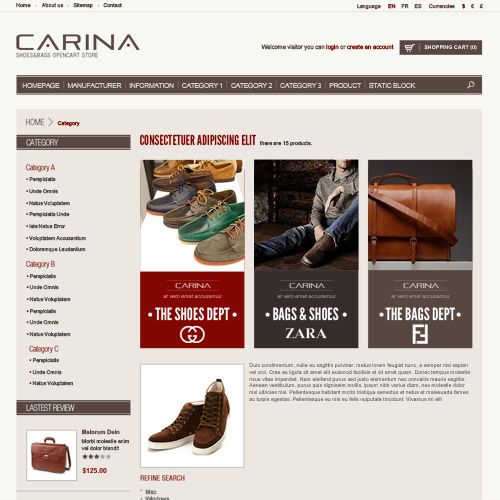 Home • About us • Sitemap • Contact
Language EN FR ES Currencies $ € £
CARINA
SHOES&BAGS OPENCART STORE
Welcome visitor you can login or create an account
SHOPPING CART (0)
HOMEPAGE MANUFACTURER INFORMATION CATEGORY 1 CATEGORY 2 CATEGORY 3 PRODUCT STATIC BLOCK
HOME Category
CATEGORY
Category A
• Perspiciatis
• Unde Omnis
• Natus Voluptatem
• Perspiciatis Unde
• Iste Natus Error
• Voluptatem Accusantium
• Doloremque Laudantium
Category B
• Perspiciatis
• Unde Omnis
• Natus Voluptatem
• Perspiciatis
• Unde Omnis
• Natus Voluptatem
Category C
• Perspiciatis
• Unde Omnis
• Natus Voluptatem
LASTEST REVIEW
Malorum Dein
Morbi molestie enim
vel dolor blandit
$125.00
CONSECTETUER ADIPISCING ELIT there are 15 products.
CARINA
at vero emet accusamus
• THE SHOES DEPT •
CARINA
at vero emet accusamus
• BAGS & SHOES •
ZARA
CARINA
at vero emet accusamus
• THE BAGS DEPT •
Duis condimentum, nulla eu sagittis pulvinar, metus lorem feugiat nunc, a semper nisl sapien
vel orci. Cras eu ligula sit amet elit euismod facilisis et sit amet quam. Donec tempus molestie
risus vitae imperdiet. Nam eleifend purus sed justo elementum nec convallis mauris sagittis.
Aenean vestibulum, purus quis dignissim mollis, ipsum nibh varius diam, nec molestie dolor
nisl ultricies nisi. Pellentesque habitant morbi tristique senectus et netus et malesuada fames
ac turpis egestas. Pellentesque eu nisi eu felis vulputate tincidunt. Vivamus mi elit
REFINE SEARCH
* Mac
* Windows